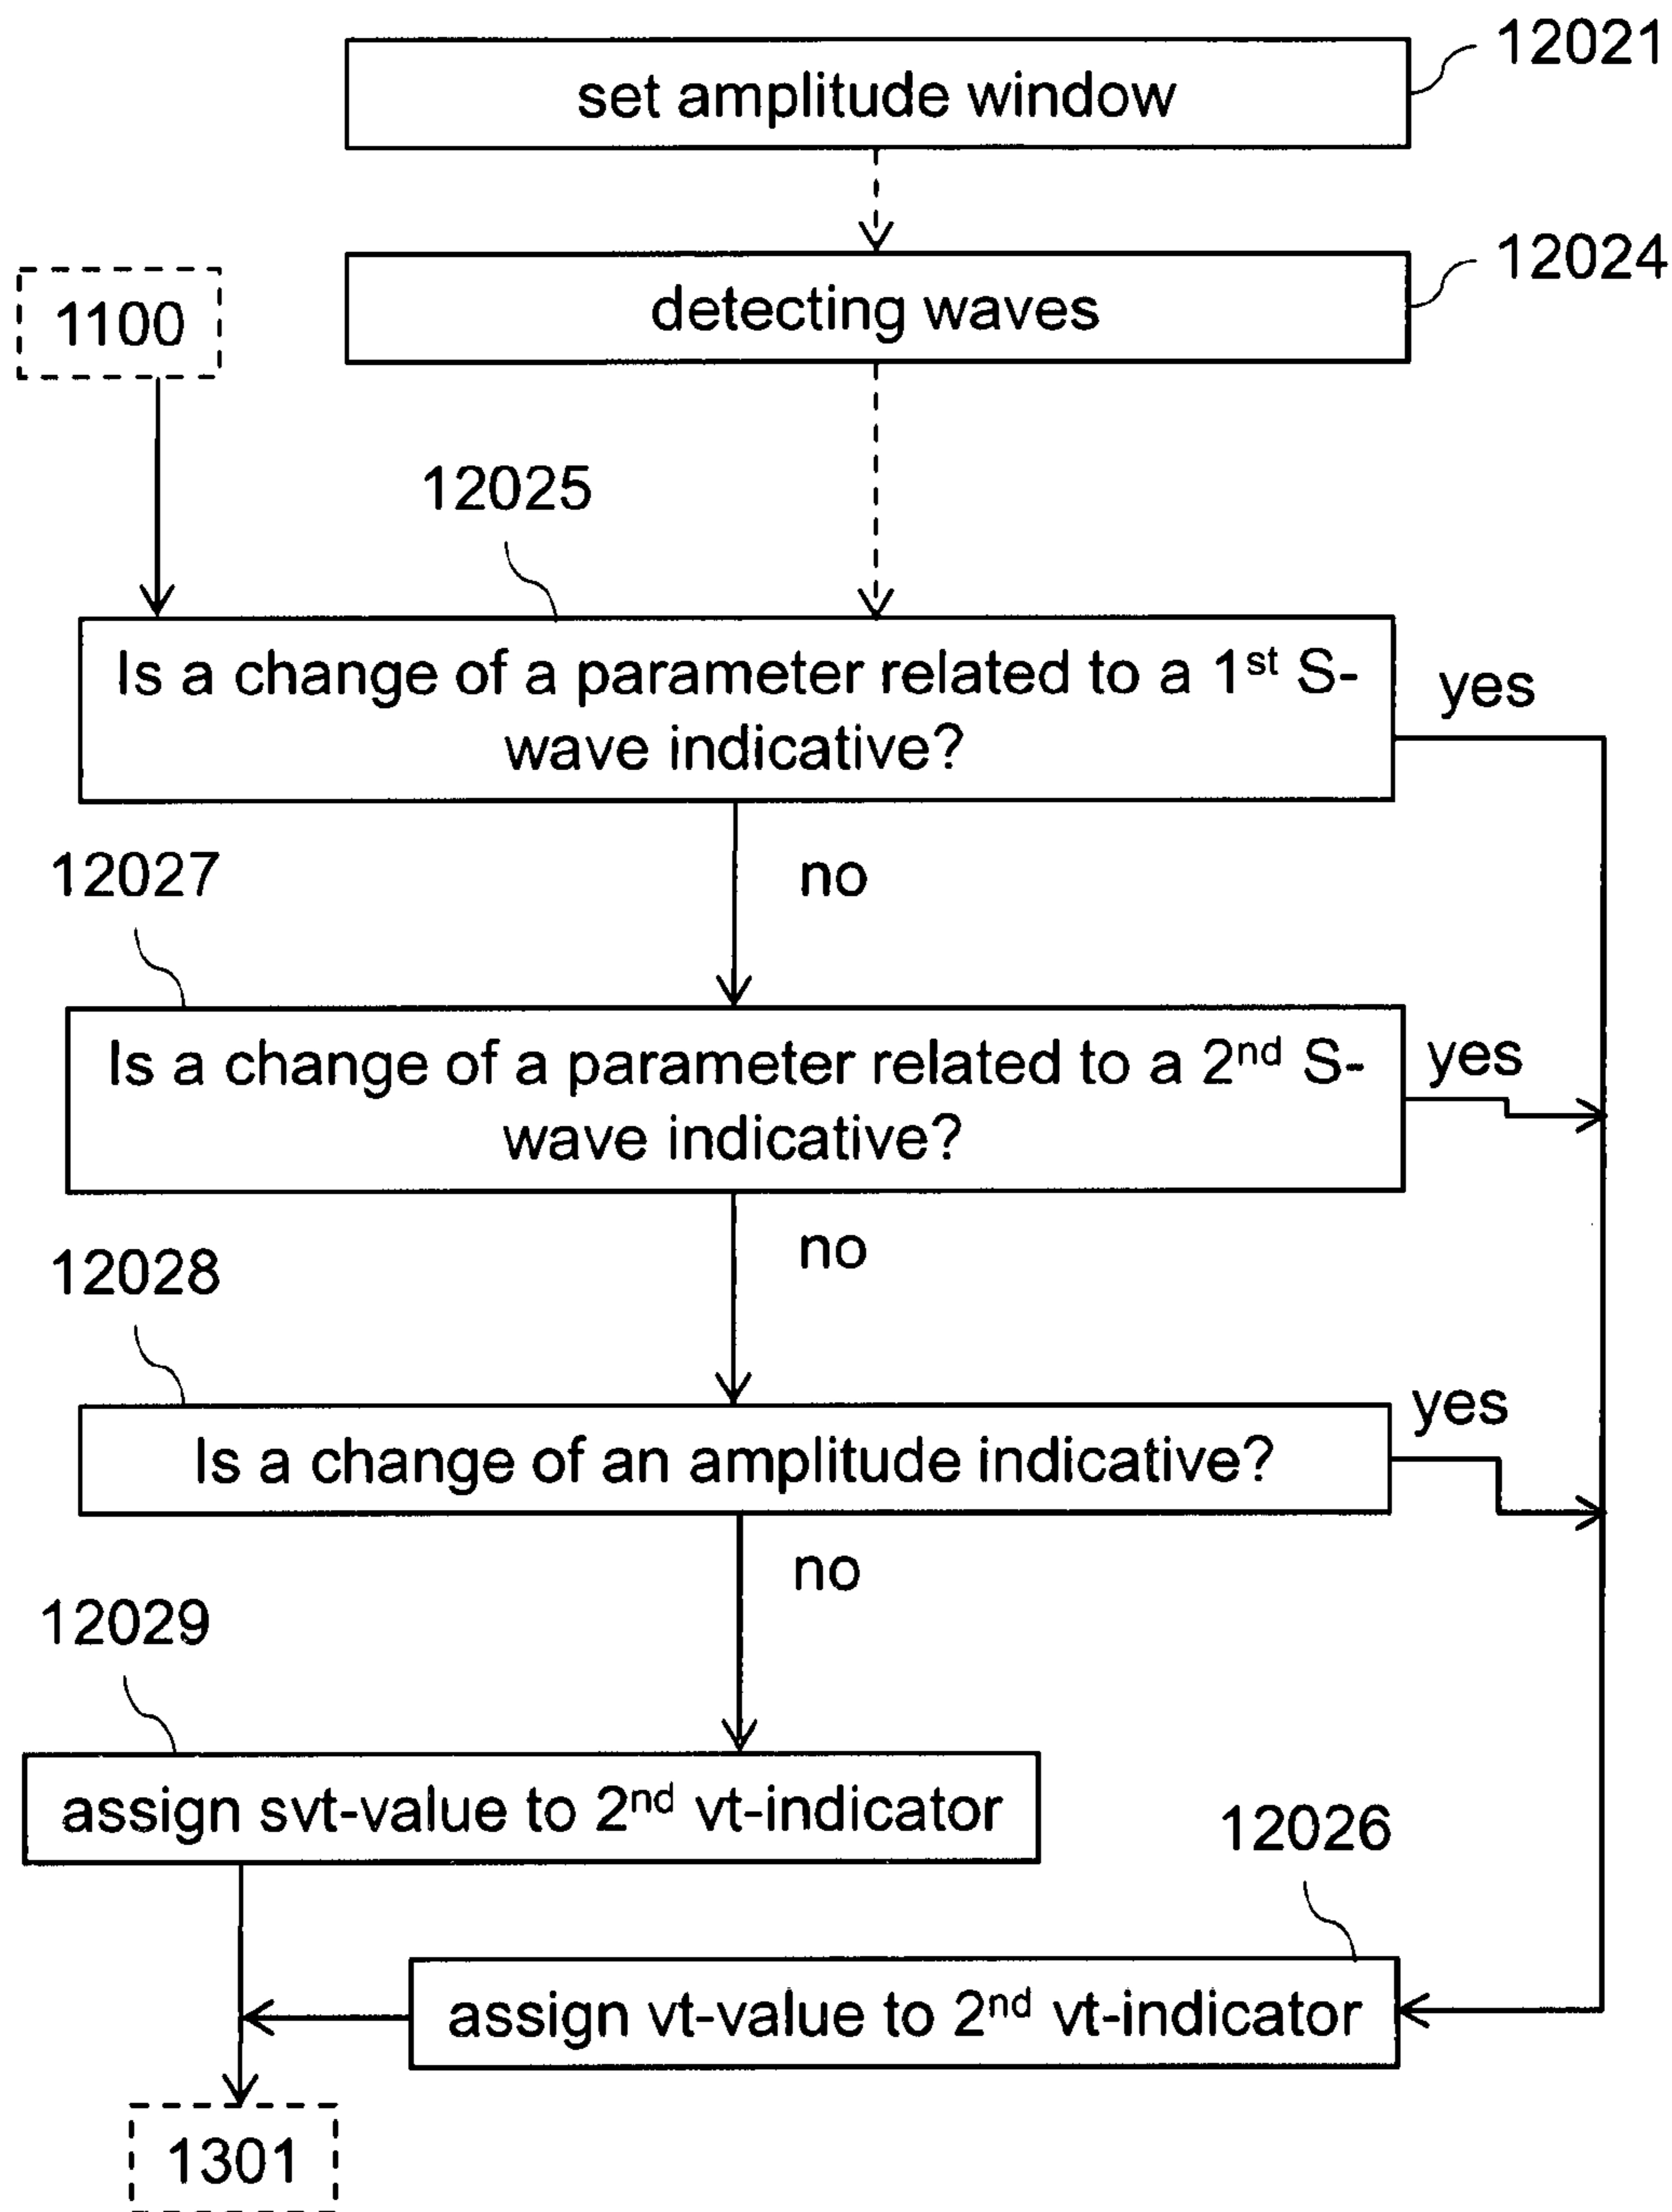 12021
set amplitude window
12024
detecting waves
1100
12025
Is a change of a parameter related to a 1st S-
wave indicative?
yes
no
12027
Is a change of a parameter related to a 2nd S-
wave indicative?
yes
no
12028
Is a change of an amplitude indicative?
yes
no
12029
assign svt-value to 2nd vt-indicator
12026
assign vt-value to 2nd vt-indicator
1301